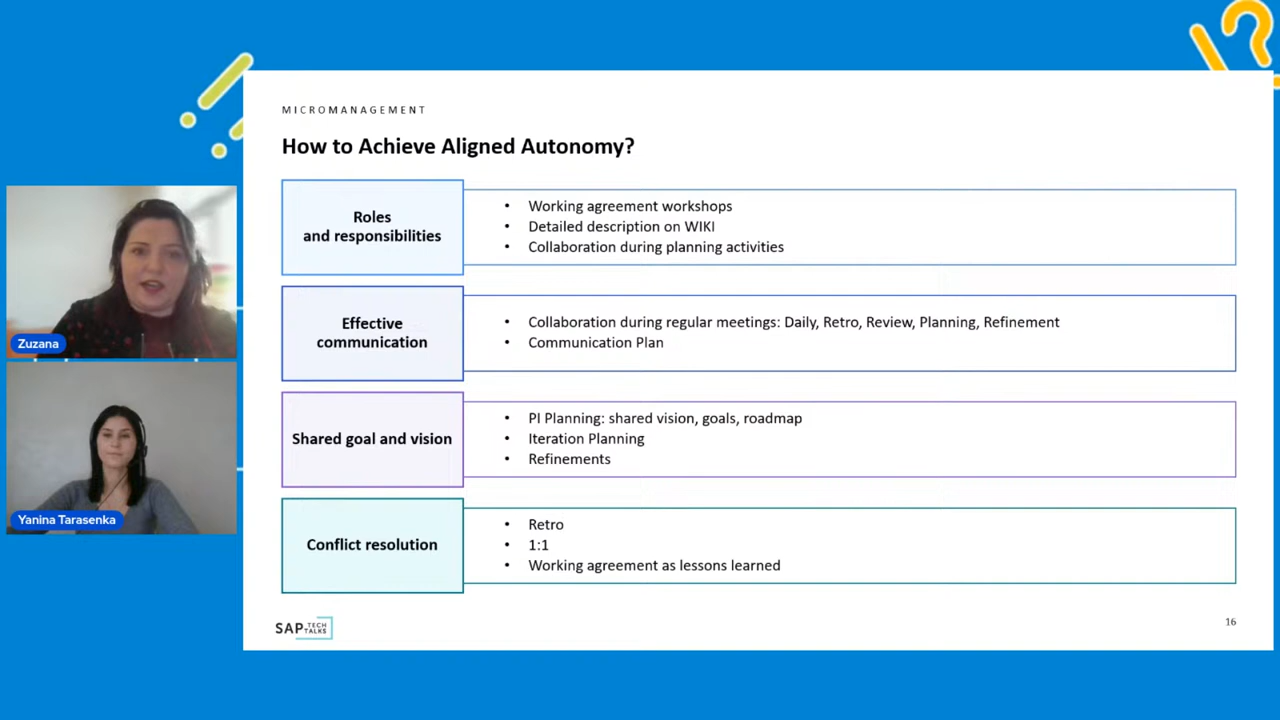 MICROMANAGEMENT
How to Achieve Aligned Autonomy?
Roles
and responsibilities
• Working agreement workshops
• Detailed description on WIKI
• Collaboration during planning activities
Effective
communication
• Collaboration during regular meetings: Daily, Retro, Review, Planning, Refinement
• Communication Plan
Shared goal and vision
• PI Planning: shared vision, goals, roadmap
• Iteration Planning
• Refinements
Conflict resolution
• Retro
• 1:1
• Working agreement as lessons learned
SAP TECH
TALKS
16
Zuzana
Yanina Tarasenka